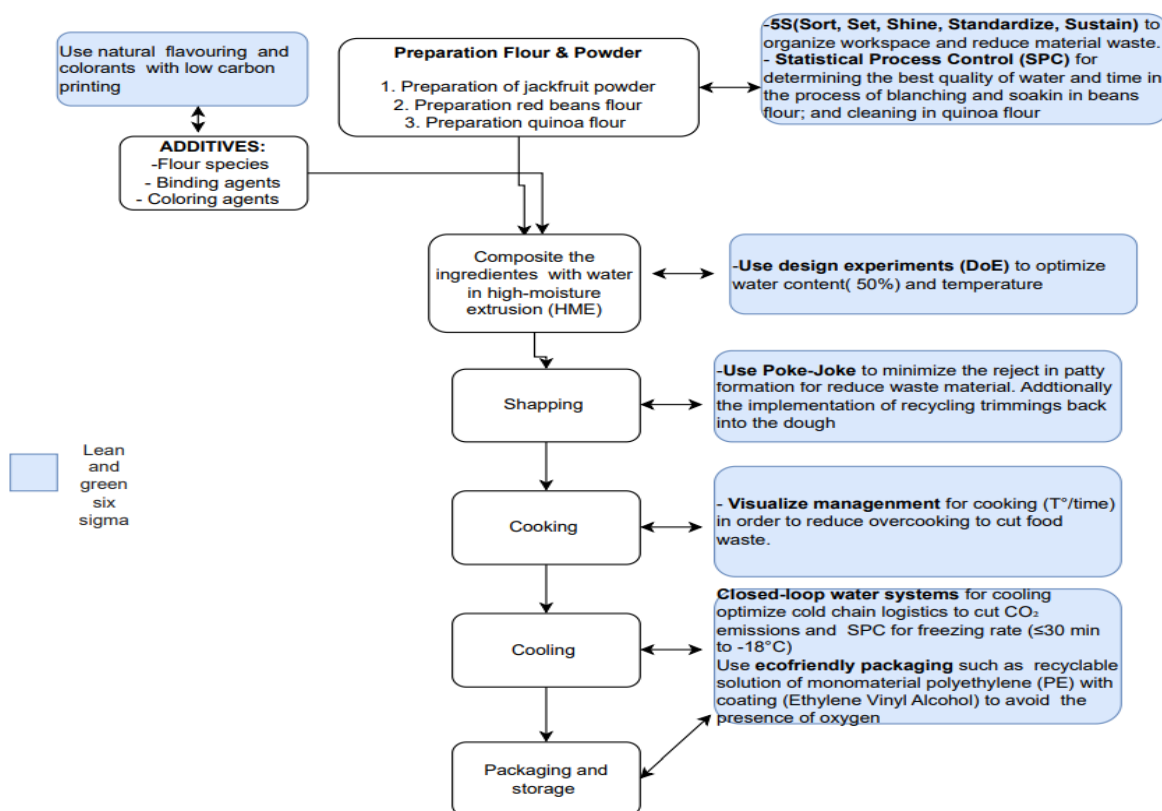 Use natural flavouring and
colorants with low carbon
printing
Preparation Flour & Powder
1. Preparation of jackfruit powder
2. Preparation red beans flour
3. Preparation quinoa flour
-5S(Sort, Set, Shine, Standardize, Sustain) to
organize workspace and reduce material waste.
- Statistical Process Control (SPC) for
determining the best quality of water and time in
the process of blanching and soakin in beans
flour; and cleaning in quinoa flour
ADDITIVES:
-Flour species
- Binding agents
- Coloring agents
Composite the
ingredientes with water
in high-moisture
extrusion (HME)
-Use design experiments (DoE) to optimize
water content( 50%) and temperature
Shapping
-Use Poke-Joke to minimize the reject in patty
formation for reduce waste material. Addtionally
the implementation of recycling trimmings back
into the dough
Lean
and
green
six
sigma
Cooking
- Visualize managenment for cooking (T°/time)
in order to reduce overcooking to cut food
waste.
Cooling
Closed-loop water systems for cooling
optimize cold chain logistics to cut CO₂
emissions and SPC for freezing rate (≤30 min
to -18°C)
Use ecofriendly packaging such as recyclable
solution of monomaterial polyethylene (PE) with
coating (Ethylene Vinyl Alcohol) to avoid the
presence of oxygen
Packaging and
storage